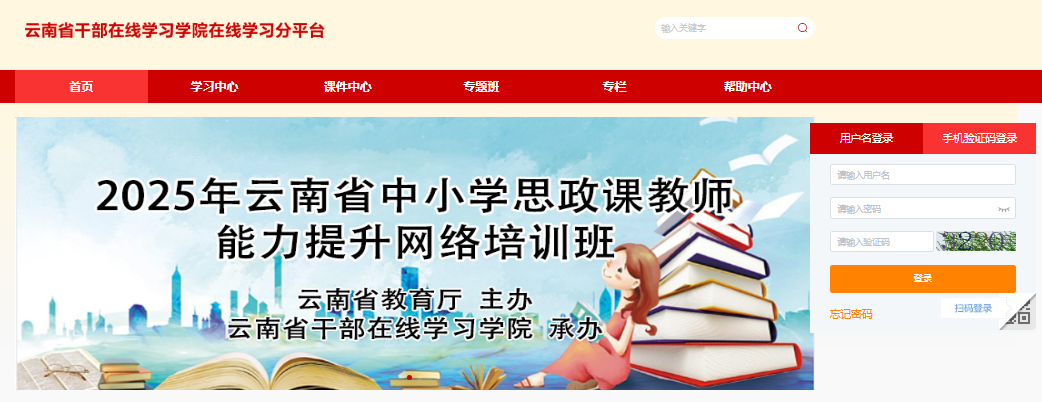 云南省干部在线学习学院在线学习分平台
输入关键字
首页 学习中心 课件中心 专题班 专栏 帮助中心
2025年云南省中小学思政课教师
能力提升网络培训班
云南省教育厅 主办
云南省干部在线学习学院 承办
用户名登录 手机验证码登录
请输入用户名
请输入密码
请输入验证码
登录
忘记密码 扫码登录